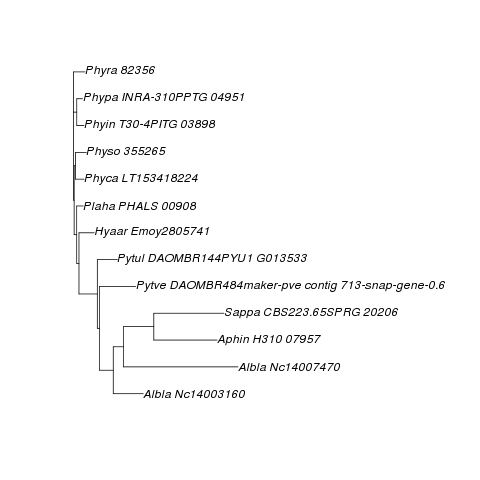 Phyra 82356
Phypa INRA-310PPTG 04951
Phyin T30-4PITG 03898
Physo 355265
Phyca LT153418224
Plaha PHALS 00908
Hyaar Emoy2805741
Pytul DAOMBR144PYU1 G013533
Pytve DAOMBR484maker-pve contig 713-snap-gene-0.6
Sappa CBS223.65SPRG 20206
Aphin H310 07957
Albla Nc14007470
Albla Nc14003160